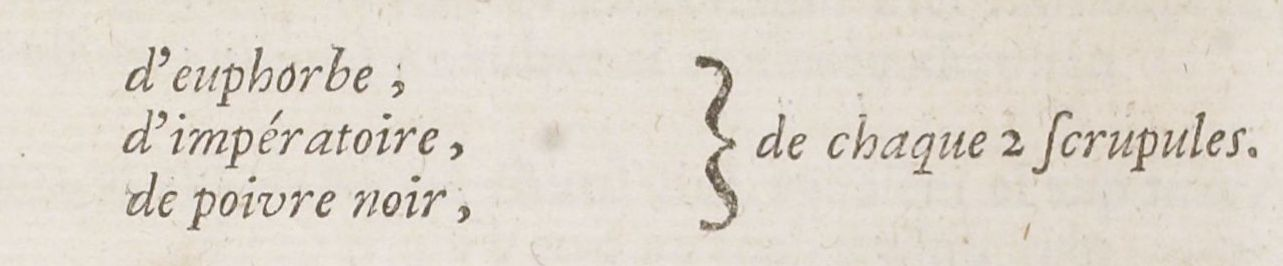 d'euphorbe ,
d'impératoire,
de poivre noir,
} de chaque 2 ſcrupules.